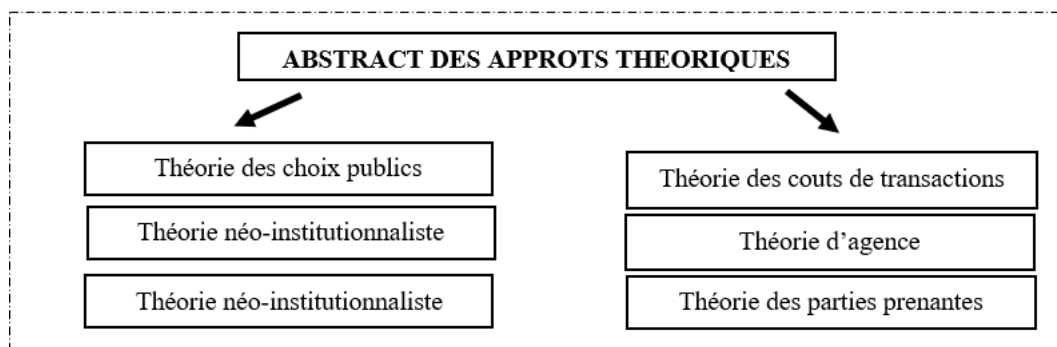 ABSTRACT DES APPROTS THEORIQUES
Théorie des choix publics
Théorie néo-institutionnaliste
Théorie néo-institutionnaliste
Théorie des couts de transactions
Théorie d’agence
Théorie des parties prenantes